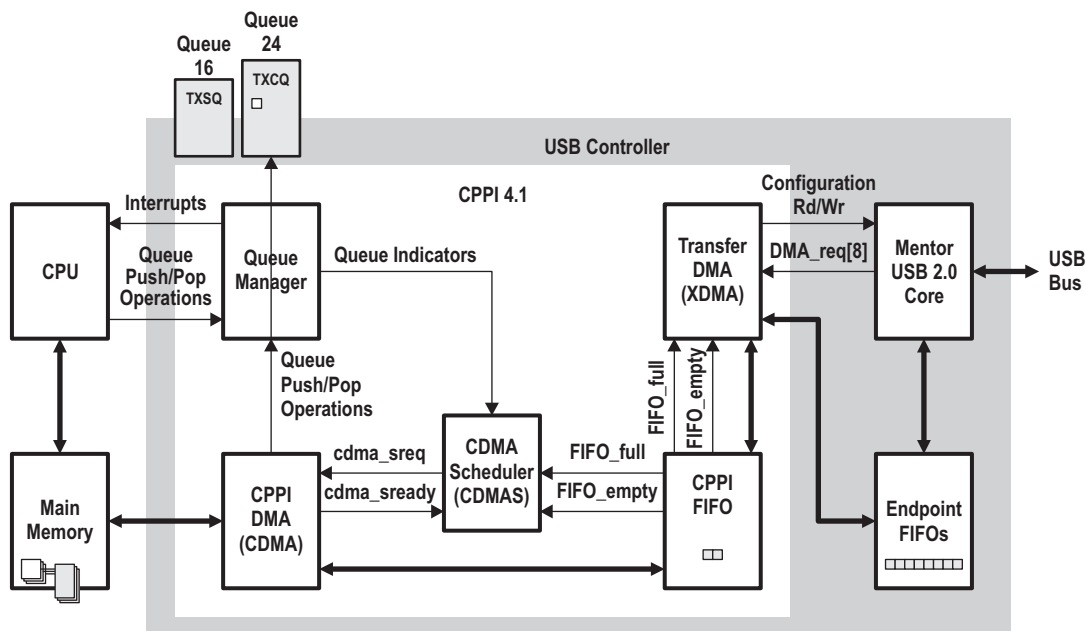 Queue
16
Queue
24
TXSQ
TXCQ
USB Controller
CPPI 4.1
Interrupts
CPU
Queue
Push/Pop
Operations
Queue
Manager
Queue Indicators
Transfer
DMA
(XDMA)
Configuration
Rd/Wr
DMA_req[8]
Mentor
USB 2.0
Core
USB
Bus
Queue
Push/Pop
Operations
FIFO_full
FIFO_empty
Main
Memory
CPPI
DMA
(CDMA)
cdma_sreq
cdma_sready
CDMA
Scheduler
(CDMAS)
FIFO_full
FIFO_empty
CPPI
FIFO
Endpoint
FIFOs